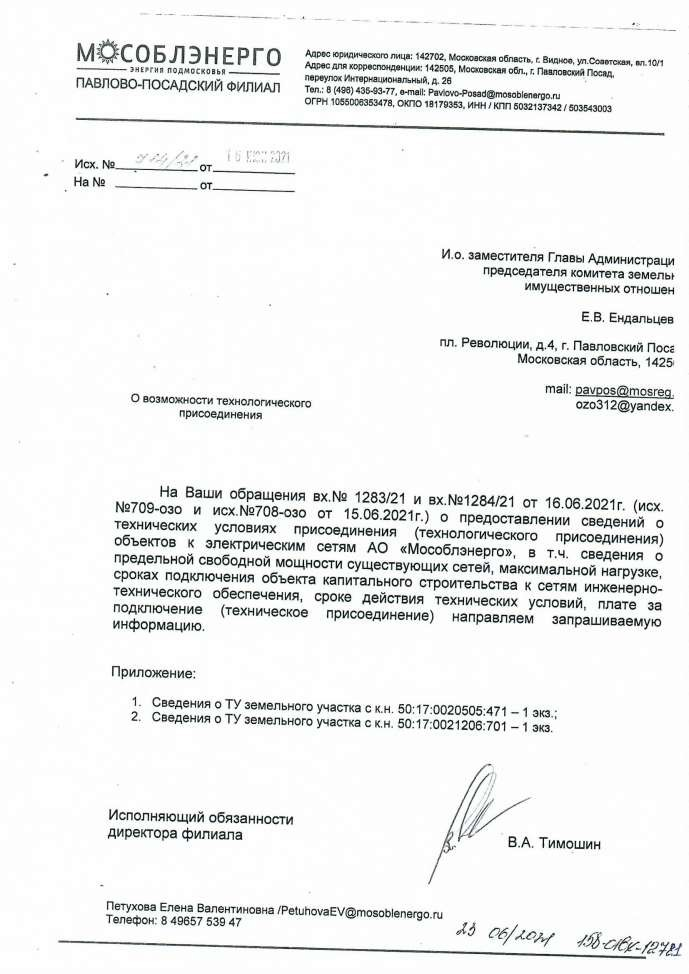 МОСОБЛЭНЕРГО
ЭНЕРГИЯ ПОДМОСКОВЬЯ
ПАВЛОВО-ПОСАДСКИЙ ФИЛИАЛ
Адрес юридического лица: 142702, Московская область, г. Видное, ул.Советская, вл.10/1
Адрес для корреспонденции: 142505, Московская обл., г. Павловский Посад,
переулок Интернациональный, д. 26
Тел.: 8 (496) 435-93-77, e-mail: Pavlovo-Posad@mosoblenergo.ru
ОГРН 1055006353478, ОКПО 18179353, ИНН / КПП 5032137342 / 503543003
Исх. № от 16 2021
На № от
И.о. заместителя Главы Администраци
председателя комитета земельн
имущественных отношен
Е.В. Ендальцев
пл. Революции, д.4, г. Павловский Поса
Московская область, 1425
mail: pavpos@mosreg.
ozo312@yandex.
О возможности технологического
присоединения
На Ваши обращения вх.№ 1283/21 и вх.№1284/21 от 16.06.2021г. (исх.
№709-озо и исх.№708-озо от 15.06.2021г.) о предоставлении сведений о
технических условиях присоединения (технологического присоединения)
объектов к электрическим сетям АО «Мособлэнерго», в т.ч. сведения о
предельной свободной мощности существующих сетей, максимальной нагрузке,
сроках подключения объекта капитального строительства к сетям инженерно-
технического обеспечения, сроке действия технических условий, плате за
подключение (техническое присоединение) направляем запрашиваемую
информацию.
Приложение:
1. Сведения о ТУ земельного участка с к.н. 50:17:0020505:471 – 1 экз.;
2. Сведения о ТУ земельного участка с к.н. 50:17:0021206:701 – 1 экз.
Исполняющий обязанности
директора филиала
В.А. Тимошин
Петухова Елена Валентиновна /PetuhovaEV@mosoblenergo.ru
Телефон: 8 49657 539 47
23 06/2021